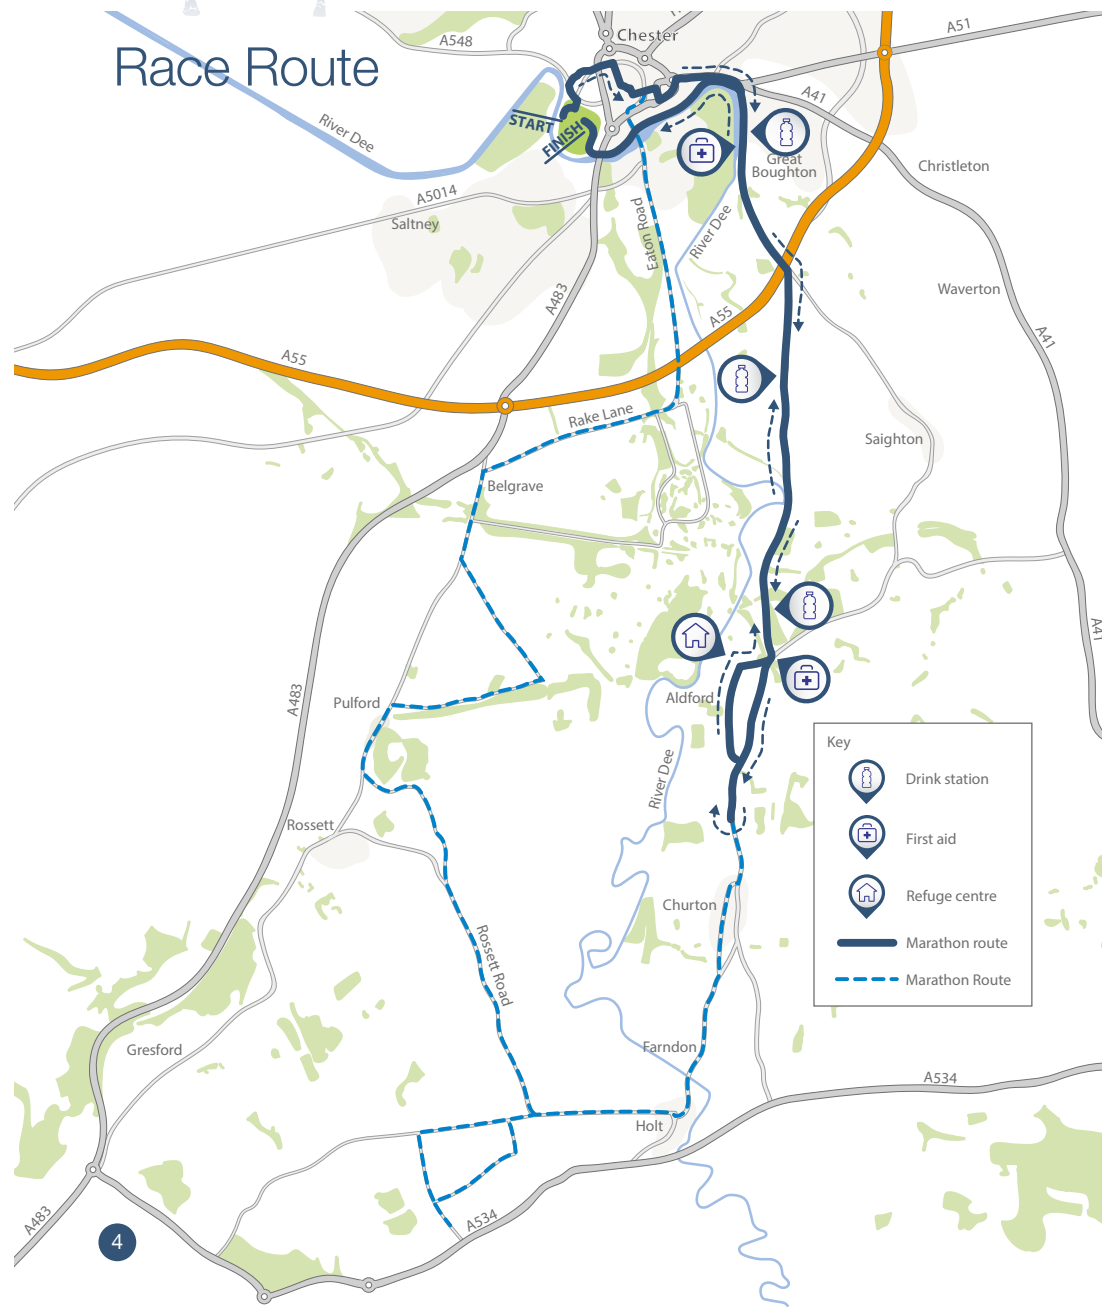 Chester
A548
A51
Race Route
A41
River Dee
START
FINISH
Great
Boughton
Christleton
A5014
Saltney
Eaton Road
River Dee
A483
Waverton
A55
A41
A55
Rake Lane
Saighton
Belgrave
A41
A483
Pulford
Aldford
Key
River Dee
Drink station
Rossett
First aid
Refuge centre
Churton
Marathon route
Rossett Road
Marathon Route
Gresford
Farndon
A534
Holt
A483
A534
4